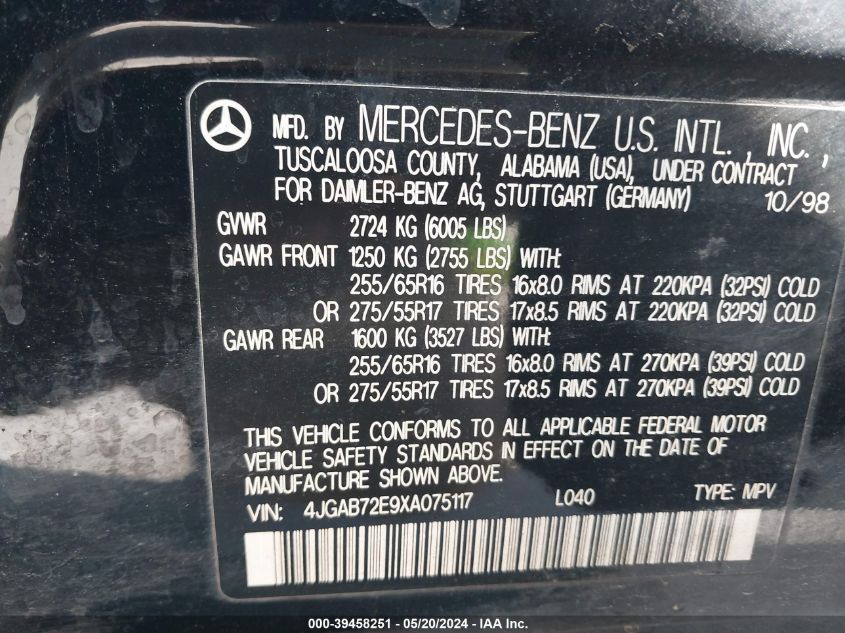 MFD. BY MERCEDES-BENZ U.S. INTL., INC.,
TUSCALOOSA COUNTY, ALABAMA (USA), UNDER CONTRACT
FOR DAIMLER-BENZ AG, STUTTGART (GERMANY) 10/98
GVWR 2724 KG (6005 LBS)
GAWR FRONT 1250 KG (2755 LBS) WITH:
255/65R16 TIRES 16x8.0 RIMS AT 220KPA (32PSI) COLD
OR 275/55R17 TIRES 17x8.5 RIMS AT 220KPA (32PSI) COLD
GAWR REAR 1600 KG (3527 LBS) WITH:
255/65R16 TIRES 16x8.0 RIMS AT 270KPA (39PSI) COLD
OR 275/55R17 TIRES 17x8.5 RIMS AT 270KPA (39PSI) COLD
THIS VEHICLE CONFORMS TO ALL APPLICABLE FEDERAL MOTOR
VEHICLE SAFETY STANDARDS IN EFFECT ON THE DATE OF
MANUFACTURE SHOWN ABOVE.
VIN: 4JGAB72E9XA075117 L040 TYPE: MPV
000-39458251 - 05/20/2024 - IAA Inc.